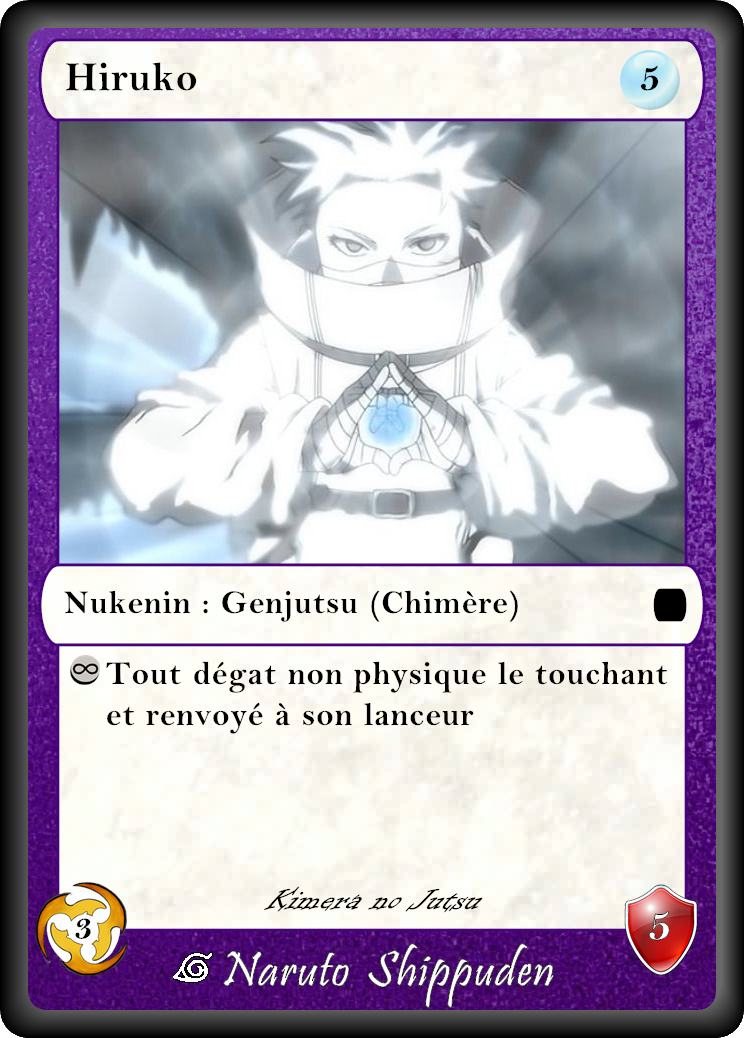 Hiruko
5
Nukenin : Genjutsu (Chimère)
∞ Tout dégat non physique le touchant
et renvoyé à son lanceur
Kimera no Jutsu
3
5
Naruto Shippuden